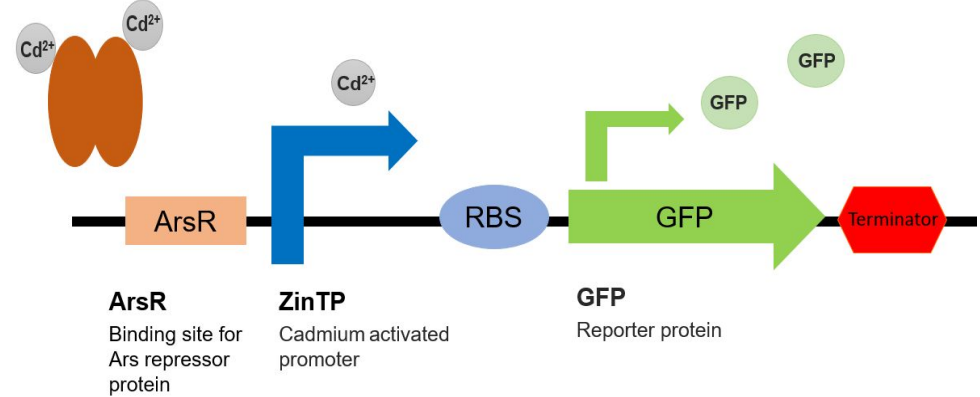 Cd²⁺
Cd²⁺
Cd²⁺
GFP
GFP
ArsR
RBS
GFP
Terminator
ArsR
Binding site for
Ars repressor
protein
ZinTP
Cadmium activated
promoter
GFP
Reporter protein